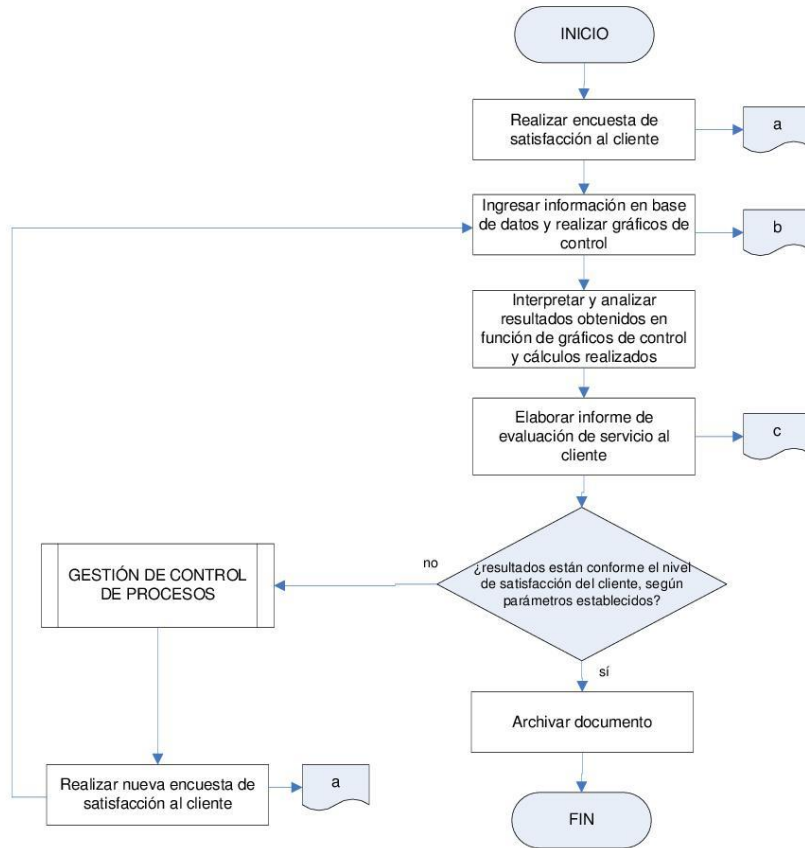 INICIO
Realizar encuesta de
satisfacción al cliente
a
Ingresar información en base
de datos y realizar gráficos de
control
b
Interpretar y analizar
resultados obtenidos en
función de gráficos de control
y cálculos realizados
Elaborar informe de
evaluación de servicio al
cliente
c
¿resultados están conforme el nivel
de satisfacción del cliente, según
parámetros establecidos?
no
GESTIÓN DE CONTROL
DE PROCESOS
sí
Archivar documento
Realizar nueva encuesta de
satisfacción al cliente
a
FIN